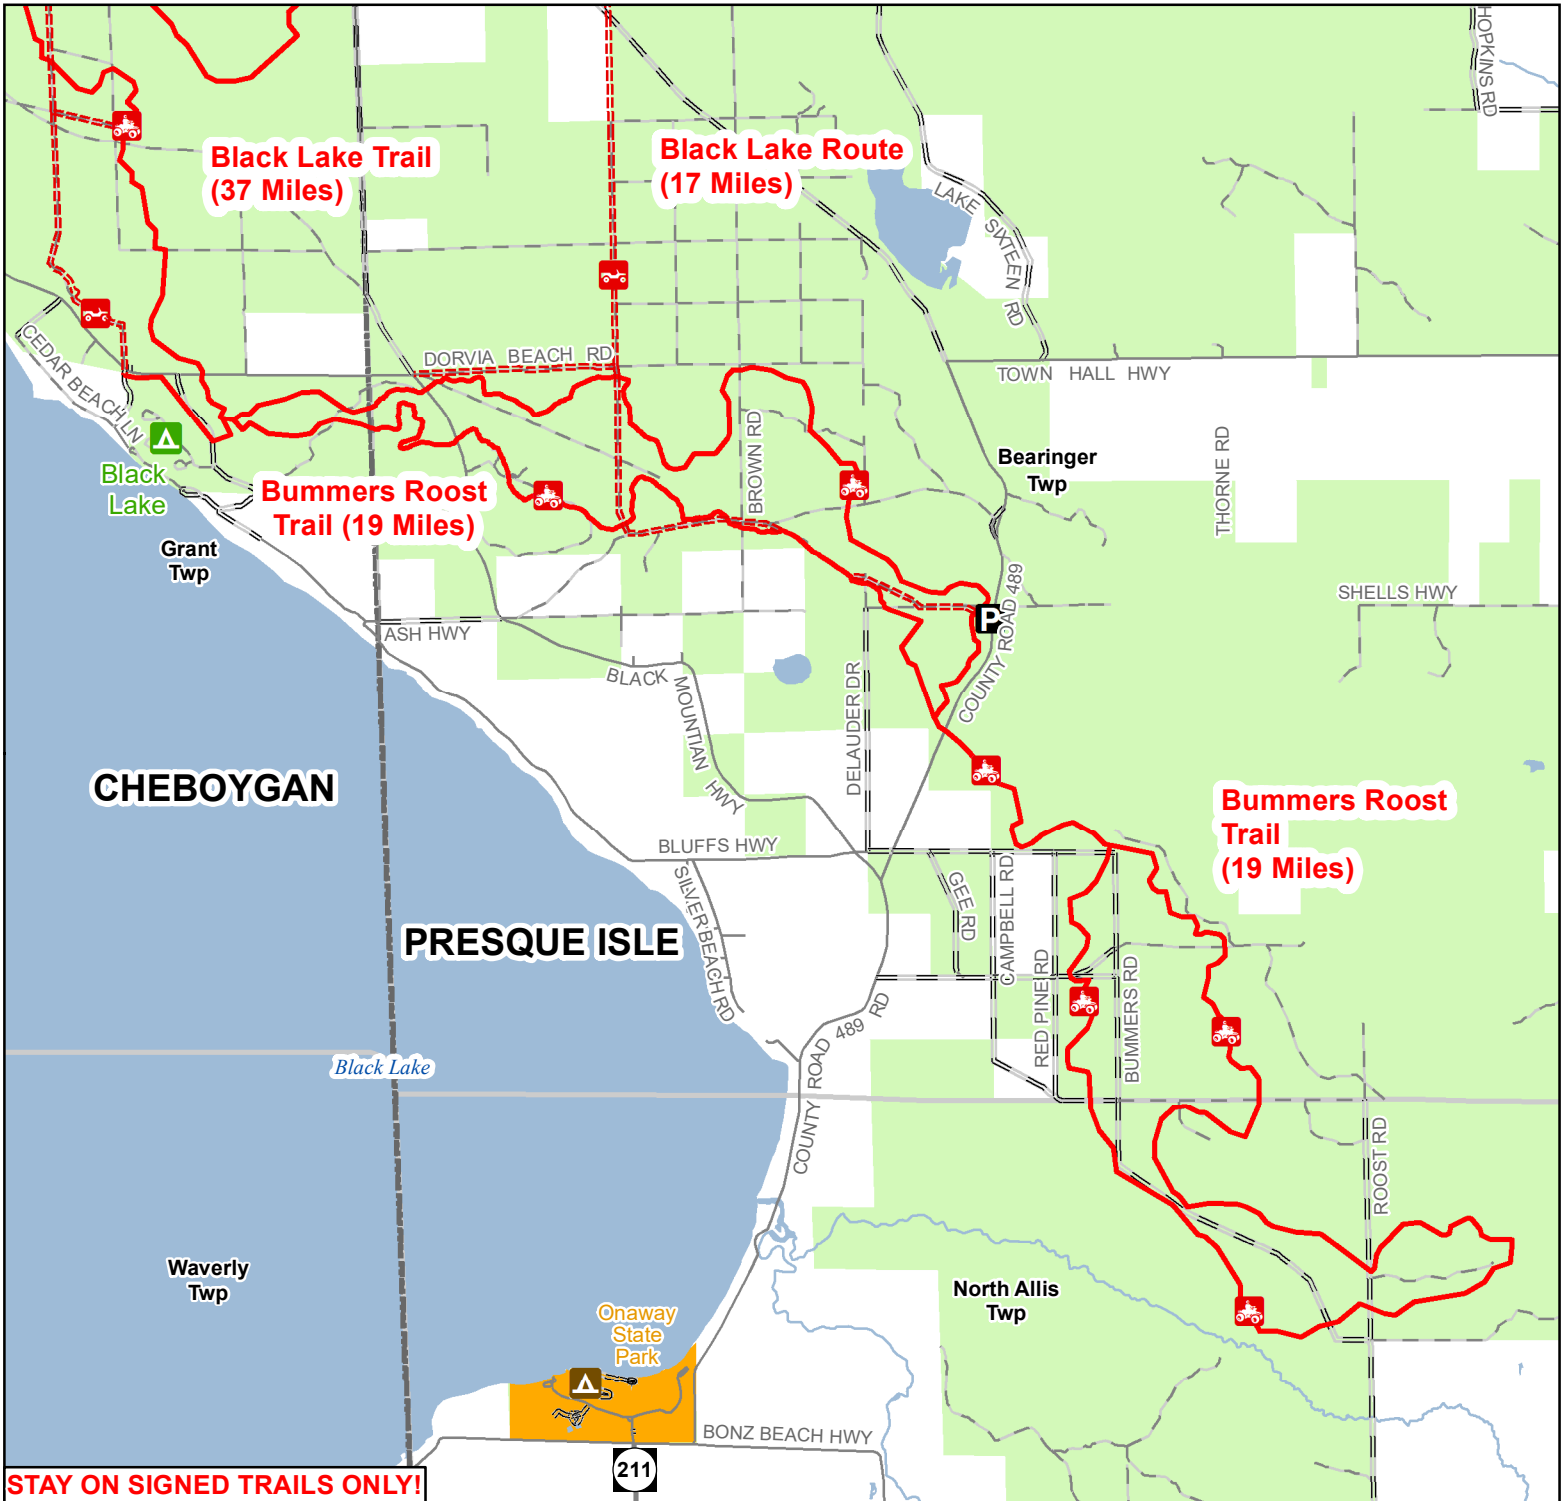 HOPKINS RD
Black Lake Trail
(37 Miles)
Black Lake Route
(17 Miles)
LAKE SIXTEEN RD
CEDAR BEACH LN
DORVIA BEACH RD
TOWN HALL HWY
Black
Lake
Bummers Roost
Trail (19 Miles)
BROWN RD
Bearinger
Twp
THORNE RD
Grant
Twp
ASH HWY
SHELLS HWY
P
COUNTY ROAD 489
BLACK MOUNTIAN HWY
DELAUDER DR
CHEBOYGAN
Bummers Roost
Trail
(19 Miles)
BLUFFS HWY
SILVER BEACH RD
GEE RD
CAMPBELL RD
RED PINE RD
BUMMERS RD
PRESQUE ISLE
COUNTY ROAD 489 RD
Black Lake
ROOST RD
Waverly
Twp
North Allis
Twp
Onaway
State
Park
BONZ BEACH HWY
211
STAY ON SIGNED TRAILS ONLY!